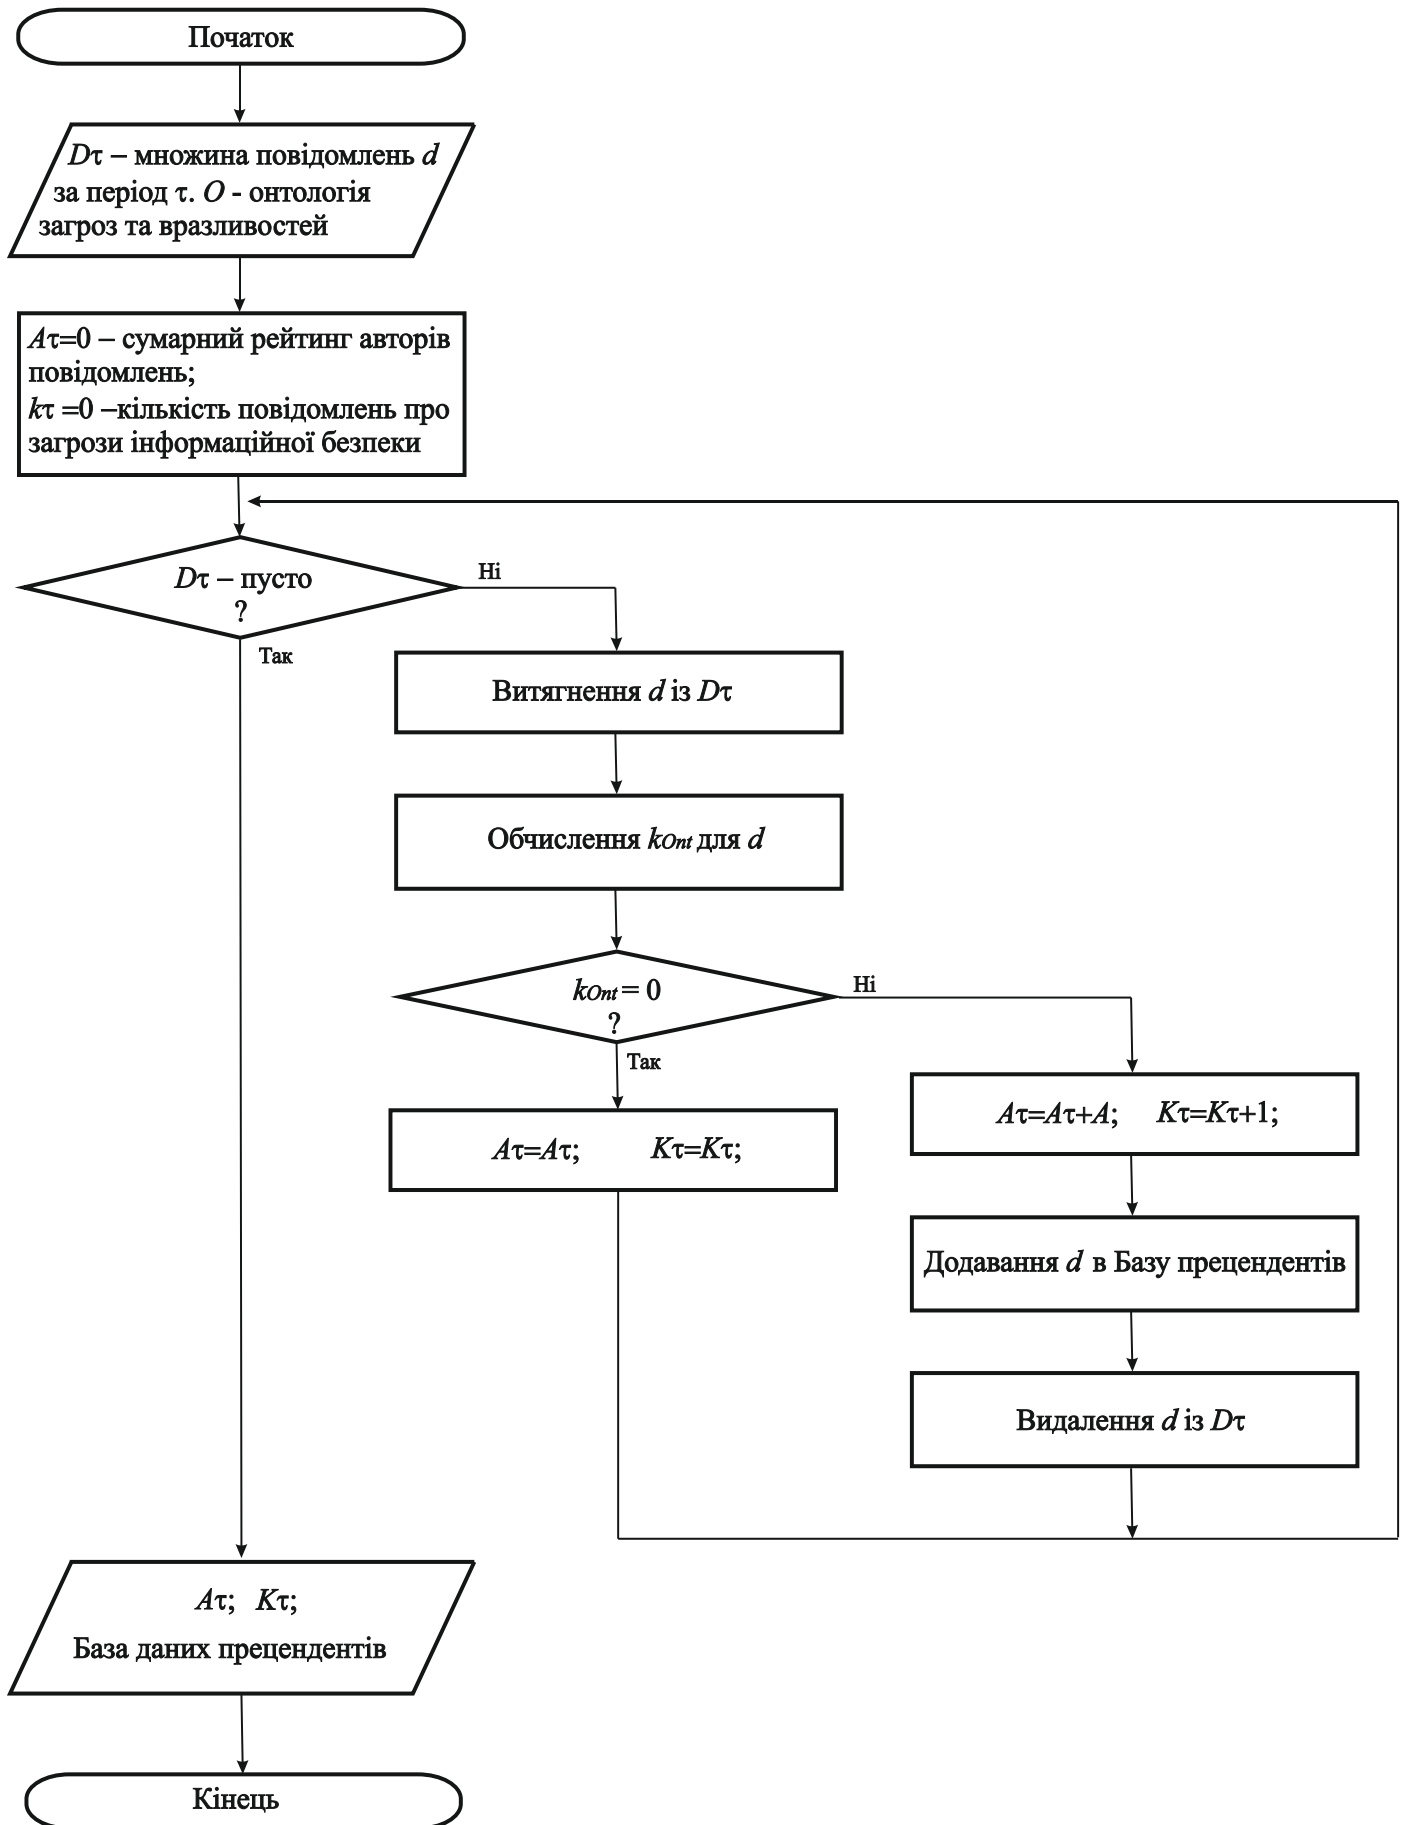 Початок
Dτ – множина повідомлень d
за період τ. O - онтологія
загроз та вразливостей
Aτ=0 – сумарний рейтинг авторів
повідомлень;
kτ =0 –кількість повідомлень про
загрози інформаційної безпеки
Dτ – пусто
?
Ні
Так
Витягнення d із Dτ
Обчислення kOnt для d
kOnt = 0
?
Ні
Так
Aτ=Aτ+A; Kτ=Kτ+1;
Aτ=Aτ; Kτ=Kτ;
Додавання d в Базу прецендентів
Видалення d із Dτ
Aτ; Kτ;
База даних прецендентів
Кінець